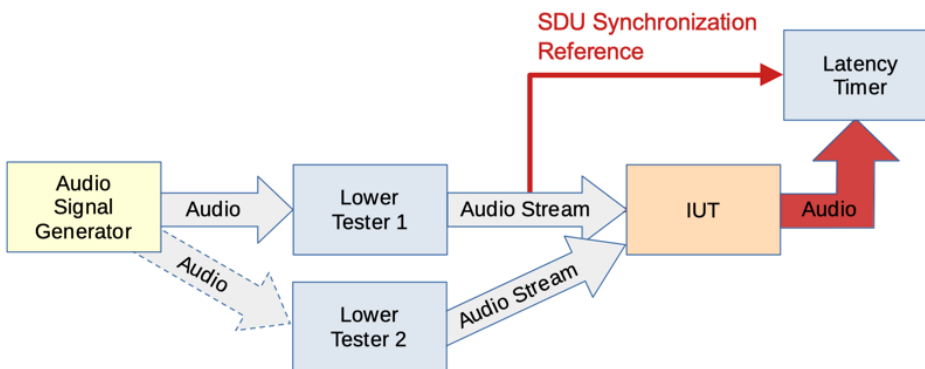 SDU Synchronization
Reference
Latency
Timer
Audio
Signal
Generator
Audio
Lower
Tester 1
Audio Stream
IUT
Audio
Audio
Lower
Tester 2
Audio Stream